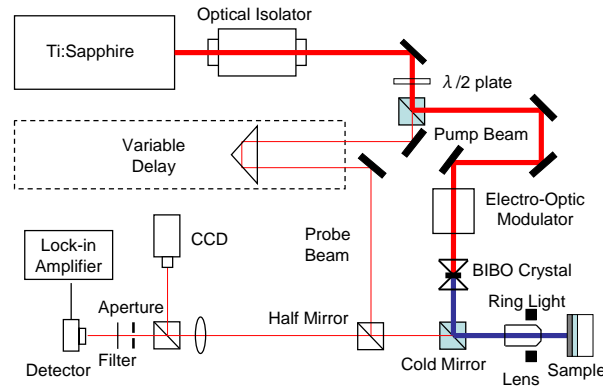 Optical Isolator
Ti:Sapphire
λ/2 plate
Pump Beam
Variable
Delay
Electro-Optic
Modulator
Lock-in
Amplifier
CCD
Probe
Beam
BIBO Crystal
Aperture
Ring Light
Half Mirror
Filter
Detector
Cold Mirror
Lens
Sample